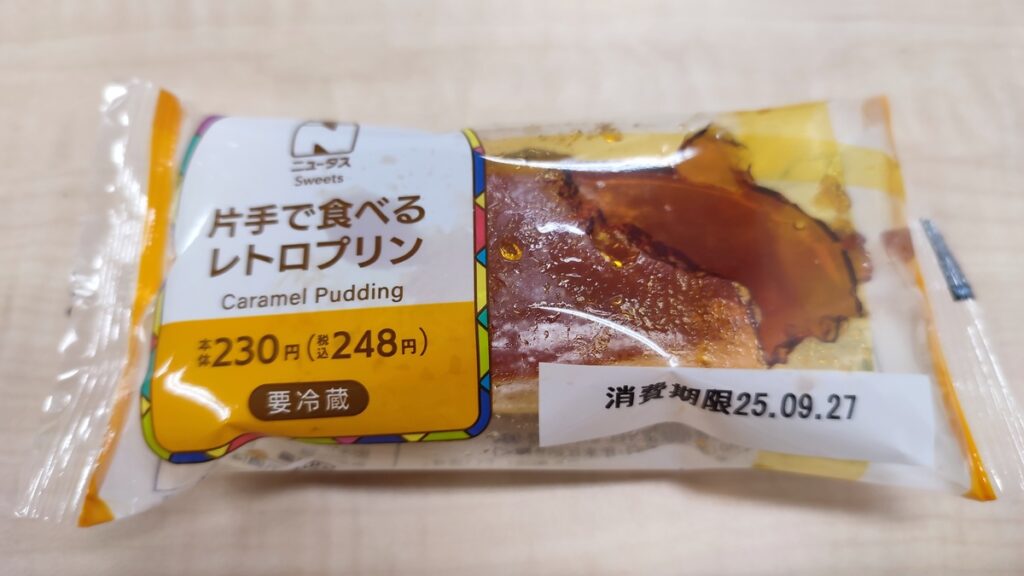 N
ニュータス
Sweets
片手で食べる
レトロプリン
Caramel Pudding
本体230円(税込248円)
要冷蔵
消費期限25.09.27